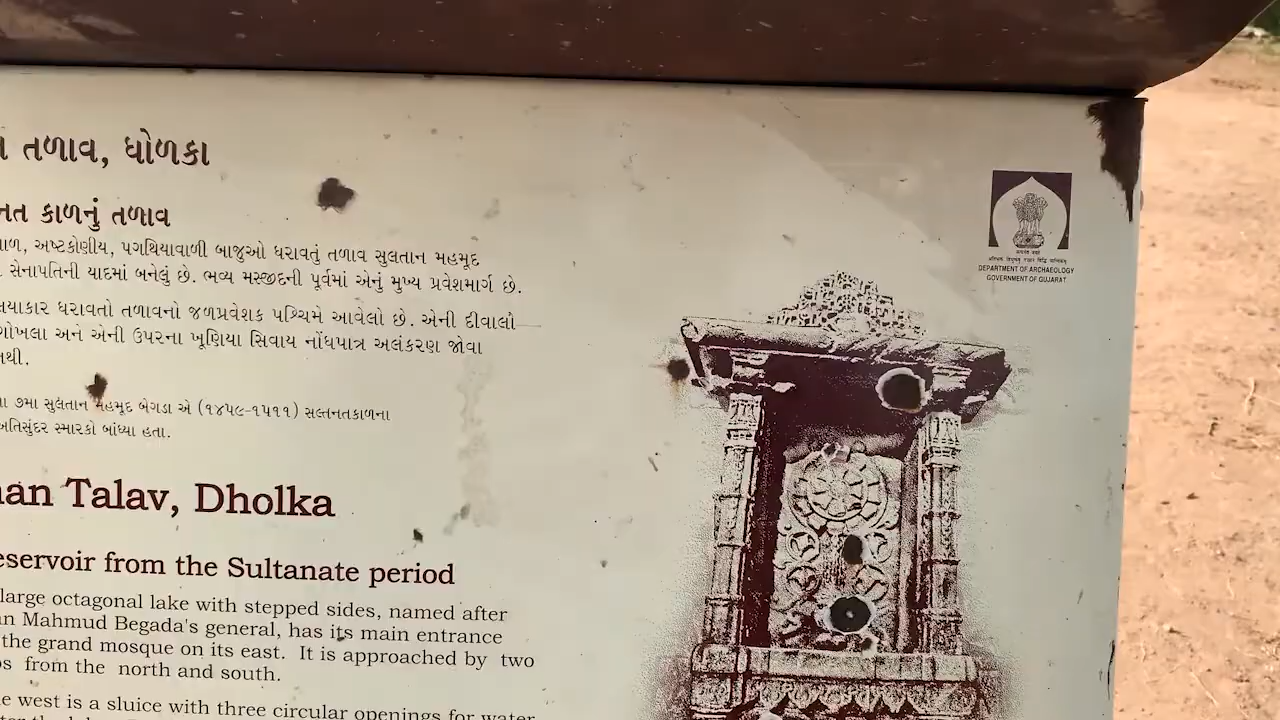 તળાવ, ધોળકા
કાળનું તળાવ
અષ્ટકોણીય, પગથિયાવાળી બાજુઓ ધરાવતું તળાવ સુલતાન મહમૂદ
સેનાપતિની યાદમાં બનેલું છે. ભવ્ય મસ્જીદની પૂર્વમાં એનું મુખ્ય પ્રવેશમાર્ગ છે.
ધરાવતો તળાવનો જળપ્રવેશક પશ્ચિમે આવેલો છે. એની દીવાલો
ગોખલા અને એની ઉપરના ખૂણિયા સિવાય નોંધપાત્ર અલંકરણ જોવા
નથી.
૭મા સુલતાન મહમૂદ બેગડા એ (૧૪૫૯-૧૫૧૧) સલ્તનતકાળના
અતિસુંદર સ્મારકો બાંધ્યા હતા.
DEPARTMENT OF ARCHAEOLOGY
GOVERNMENT OF GUJARAT
Talav, Dholka
from the Sultanate period
large octagonal lake with stepped sides, named after
Mahmud Begada's general, has its main entrance
the grand mosque on its east. It is approached by two
from the north and south.
west is a sluice with three circular openings for water